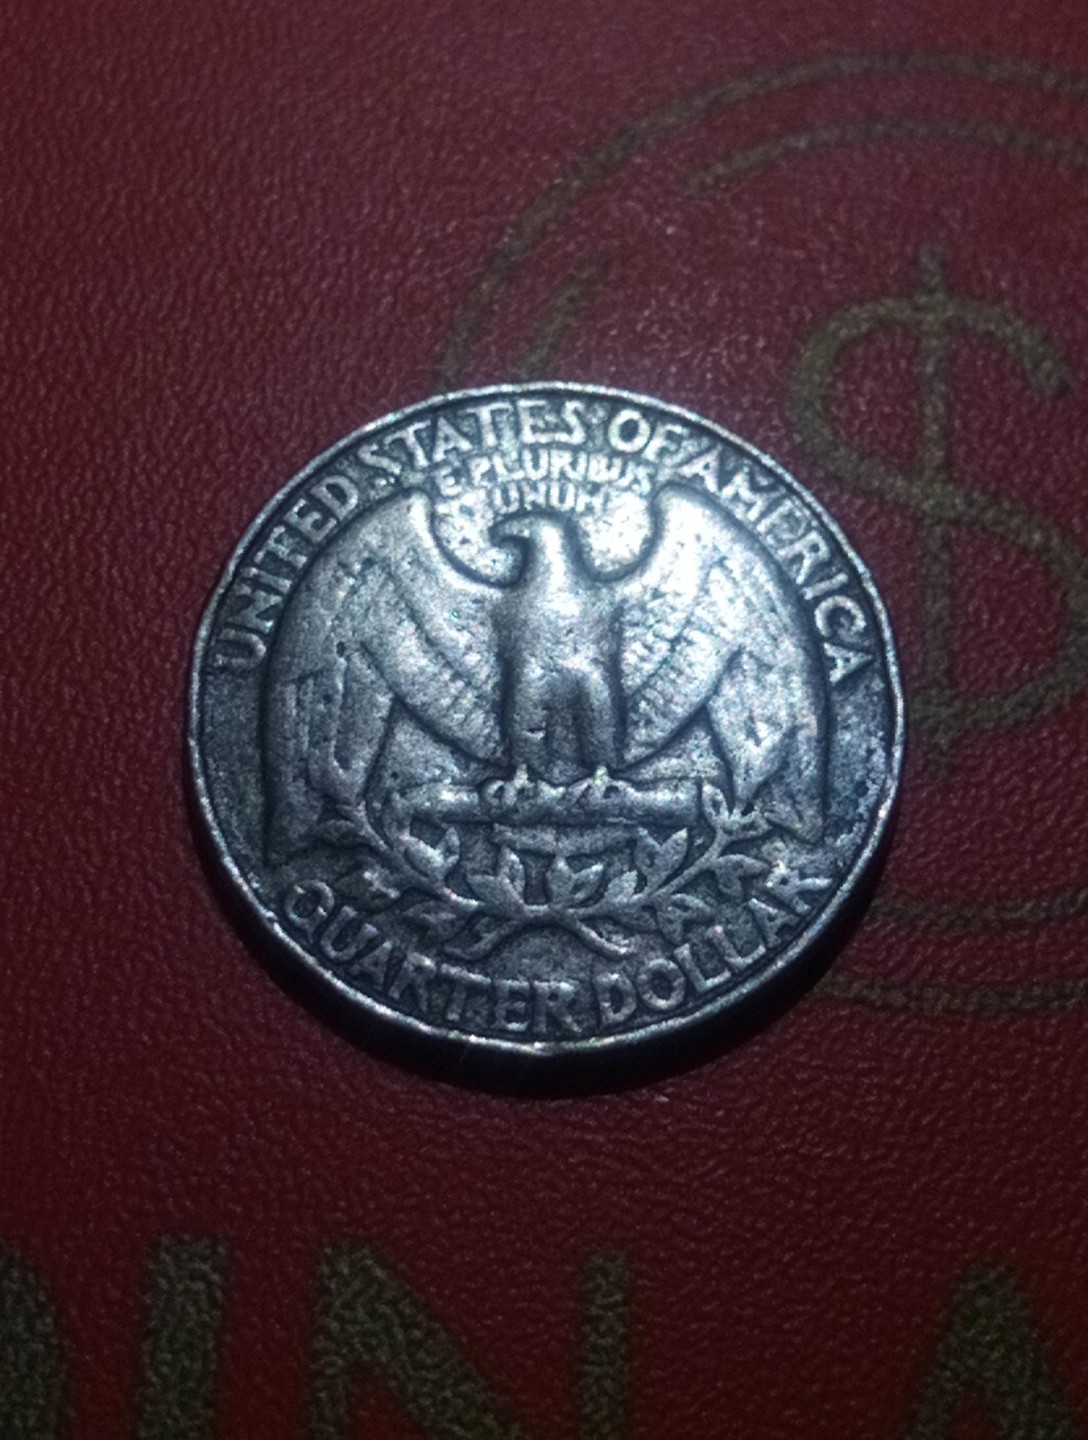 UNITED STATES OF AMERICA
E PLURIBUS
UNUM
QUARTER DOLLAR
$